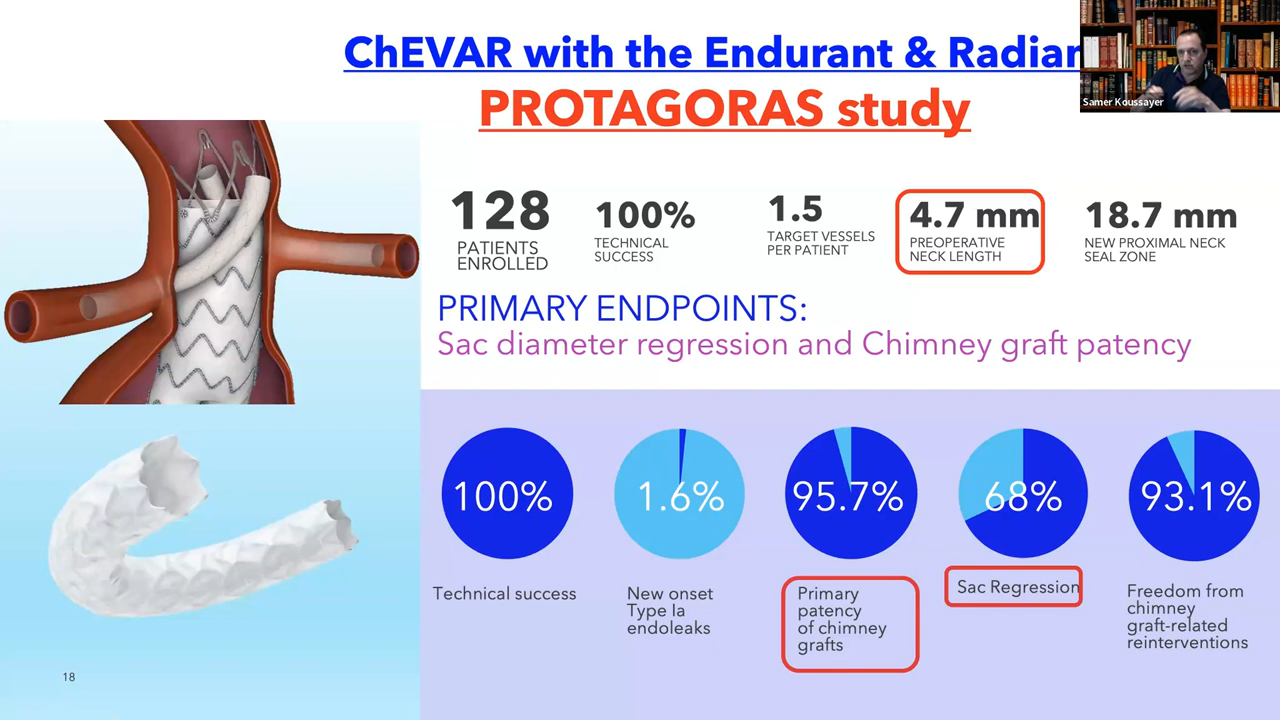 ChEVAR with the Endurant & Radian
PROTAGORAS study
Samer Koussayer
128
PATIENTS
ENROLLED
100%
TECHNICAL
SUCCESS
1.5
TARGET VESSELS
PER PATIENT
4.7 mm
PREOPERATIVE
NECK LENGTH
18.7 mm
NEW PROXIMAL NECK
SEAL ZONE
PRIMARY ENDPOINTS:
Sac diameter regression and Chimney graft patency
100%
Technical success
1.6%
New onset
Type Ia
endoleaks
95.7%
Primary
patency
of chimney
grafts
68%
Sac Regression
93.1%
Freedom from
chimney
graft-related
reinterventions
18